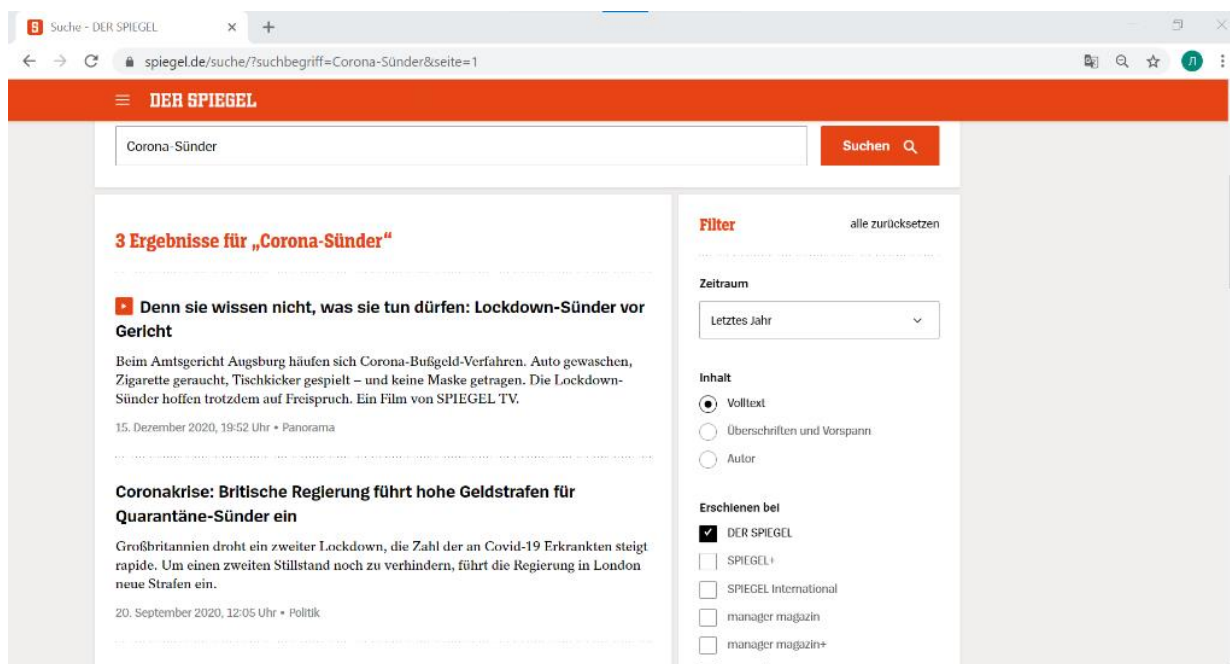 Suche - DER SPIEGEL
spiegel.de/suche/?suchbegriff=Corona-Sünder&seite=1
Л
DER SPIEGEL
Corona-Sünder
Suchen
3 Ergebnisse für „Corona-Sünder“
Denn sie wissen nicht, was sie tun dürfen: Lockdown-Sünder vor
Gericht
Beim Amtsgericht Augsburg häufen sich Corona-Bußgeld-Verfahren. Auto gewaschen,
Zigarette geraucht, Tischkicker gespielt – und keine Maske getragen. Die Lockdown-
Sünder hoffen trotzdem auf Freispruch. Ein Film von SPIEGEL TV.
15. Dezember 2020, 19:52 Uhr • Panorama
Coronakrise: Britische Regierung führt hohe Geldstrafen für
Quarantäne-Sünder ein
Großbritannien droht ein zweiter Lockdown, die Zahl der an Covid-19 Erkrankten steigt
rapide. Um einen zweiten Stillstand noch zu verhindern, führt die Regierung in London
neue Strafen ein.
20. September 2020, 12:05 Uhr • Politik
Filter
alle zurücksetzen
Zeitraum
Letztes Jahr
Inhalt
Volltext
Überschriften und Vorspann
Autor
Erschienen bei
DER SPIEGEL
SPIEGEL+
SPIEGEL International
manager magazin
manager magazin+